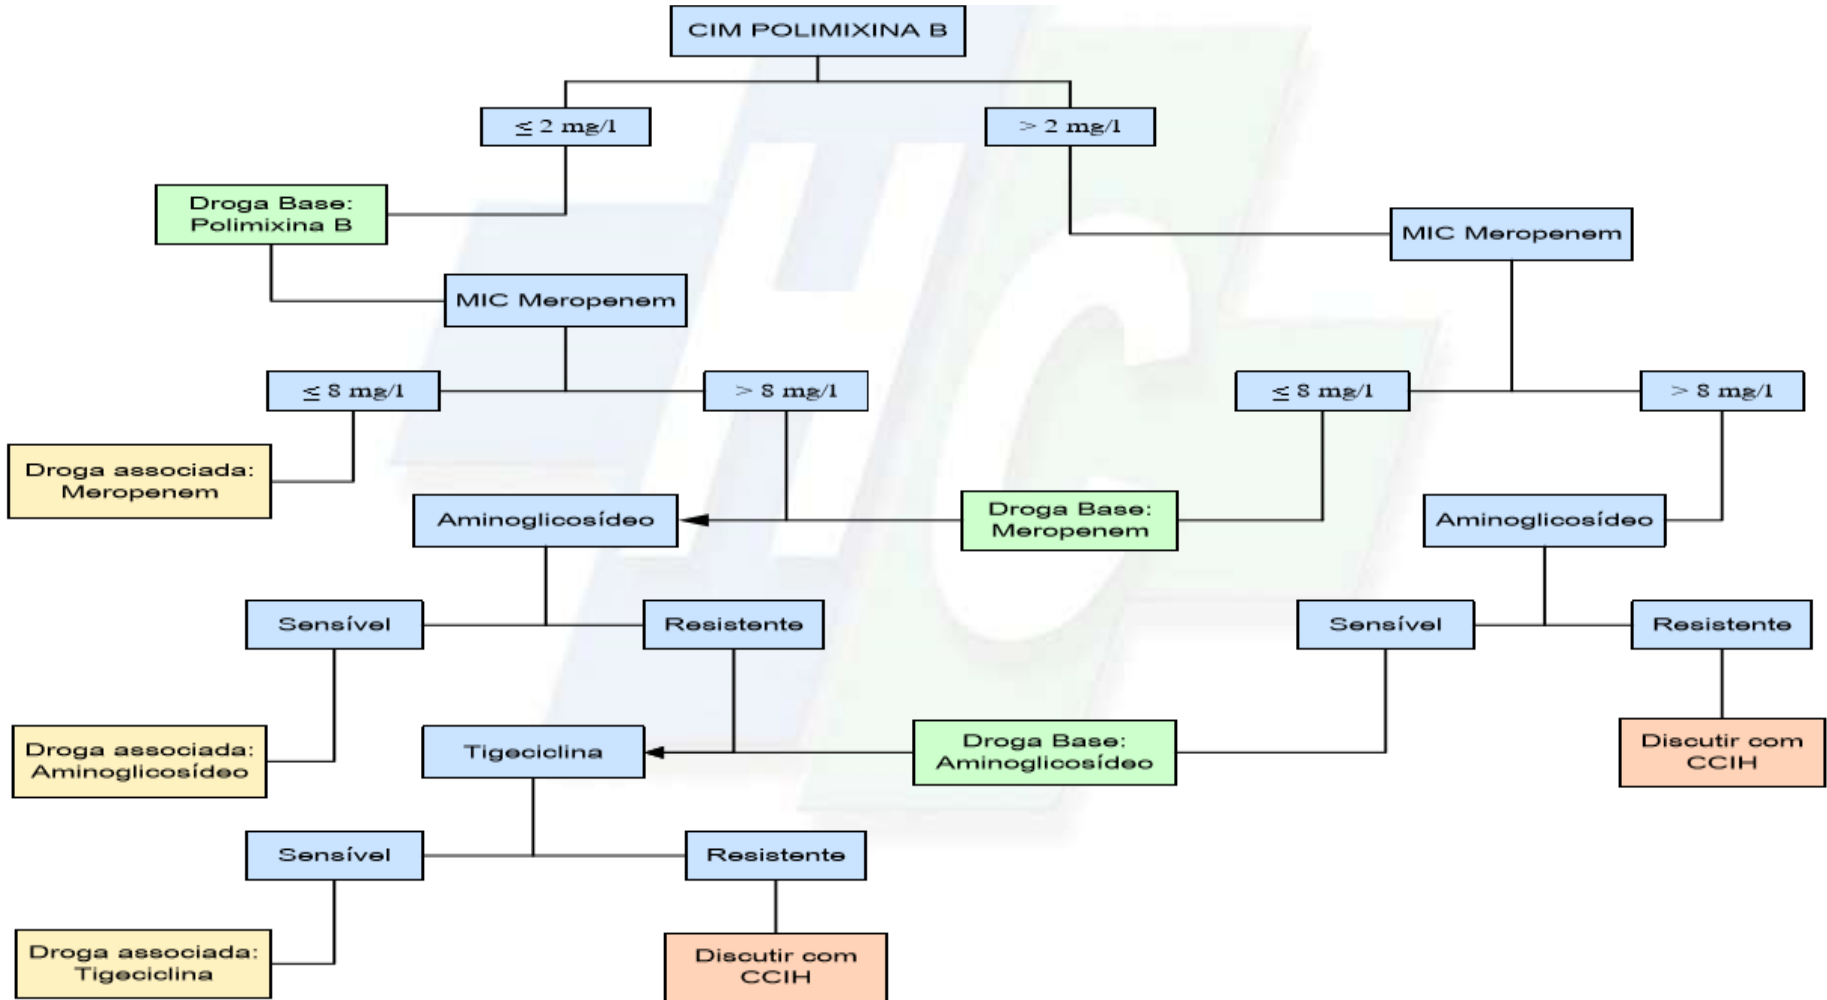 CIM POLIMIXINA B
≤ 2 mg/l
> 2 mg/l
Droga Base:
Polimixina B
MIC Meropenem
MIC Meropenem
≤ 8 mg/l
> 8 mg/l
≤ 8 mg/l
> 8 mg/l
Droga associada:
Meropenem
Aminoglicosídeo
Droga Base:
Meropenem
Aminoglicosídeo
Sensível
Resistente
Sensível
Resistente
Droga associada:
Aminoglicosídeo
Tigeciclina
Droga Base:
Aminoglicosídeo
Discutir com
CCIH
Sensível
Resistente
Droga associada:
Tigeciclina
Discutir com
CCIH
HC